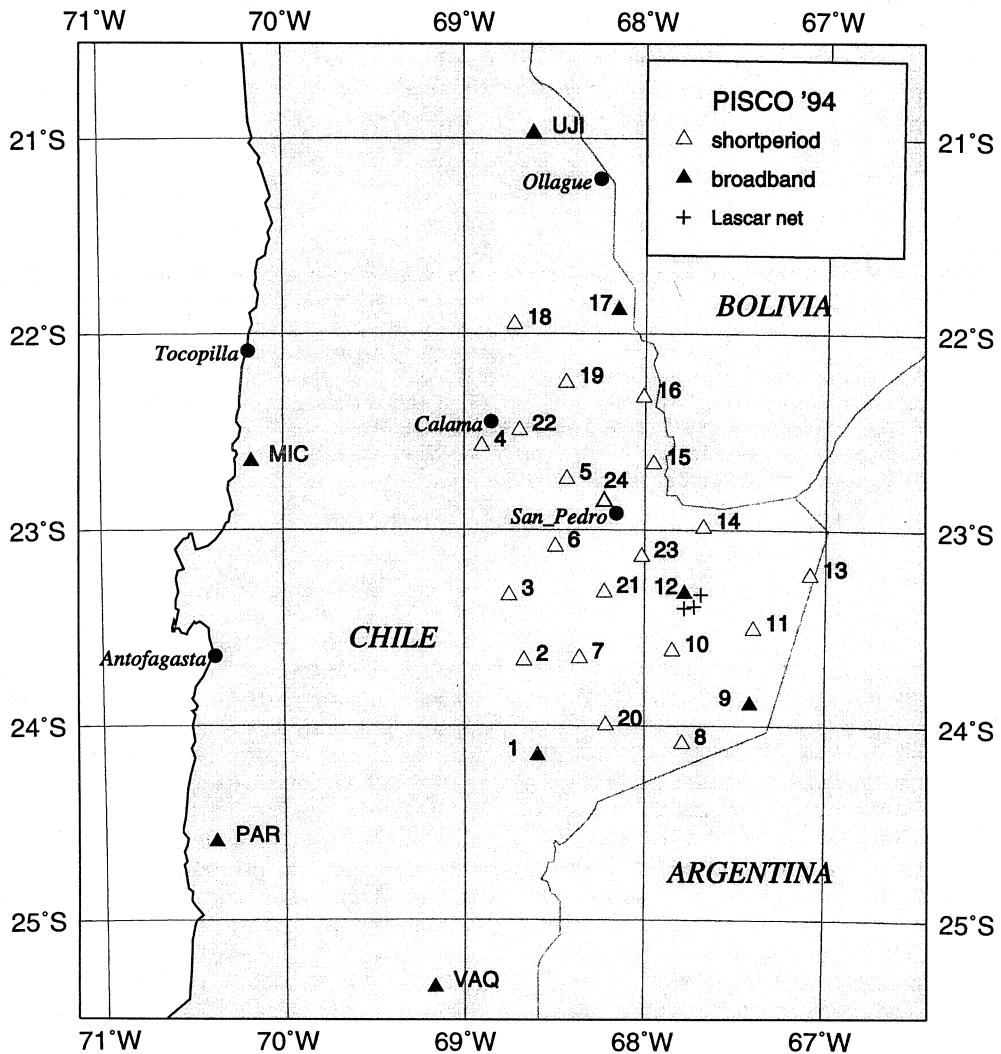 71°W 70°W 69°W 68°W 67°W
PISCO '94
shortperiod
broadband
Lascar net
21°S
21°S
UJI
Ollague
17
BOLIVIA
18
22°S
22°S
Tocopilla
19
16
Calama
22
4
MIC
15
5
24
San_Pedro
14
23°S
23°S
6
23
13
3
21
12
11
CHILE
10
2
7
Antofagasta
9
20
8
24°S
24°S
1
PAR
ARGENTINA
25°S
25°S
VAQ
71°W 70°W 69°W 68°W 67°W